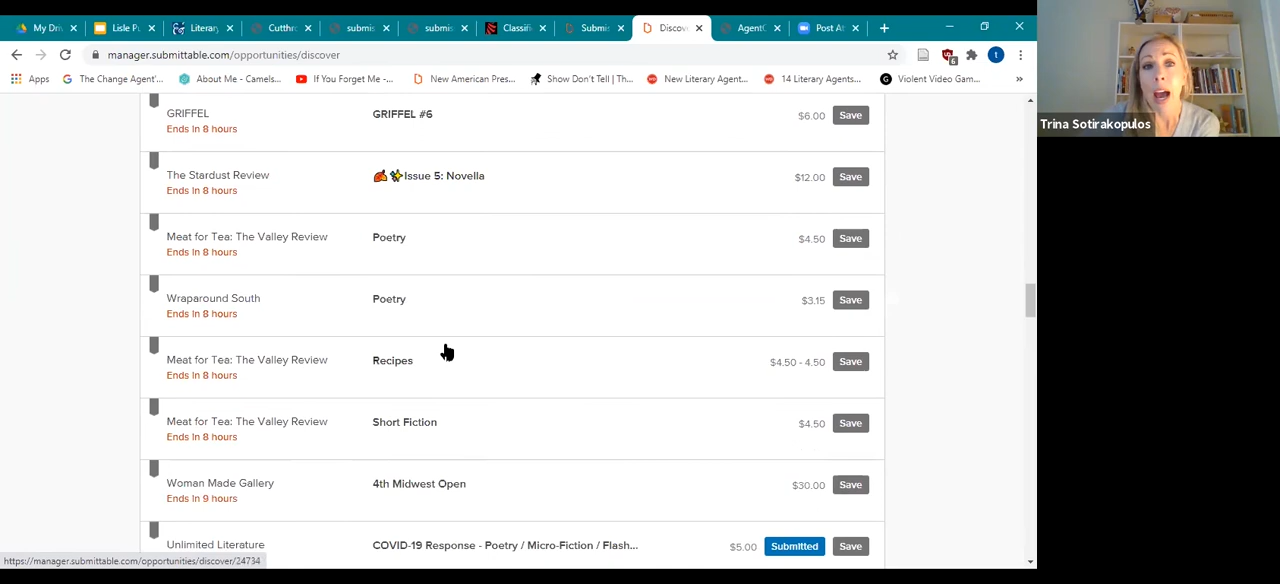 My Dri
Lisle Pu
Literary
Cutthro
submis
submis
Classifi
Submis
Discov
AgentQ
Post At
manager.submittable.com/opportunities/discover
6
t
Apps
The Change Agent'...
About Me - Camels...
If You Forget Me -...
New American Pres...
Show Don't Tell | Th...
New Literary Agent...
14 Literary Agents...
Violent Video Gam...
»
Trina Sotirakopulos
GRIFFEL
GRIFFEL #6
$6.00
Save
Ends in 8 hours
The Stardust Review
🍂✨Issue 5: Novella
$12.00
Save
Ends in 8 hours
Meat for Tea: The Valley Review
Poetry
$4.50
Save
Ends in 8 hours
Wraparound South
Poetry
$3.15
Save
Ends in 8 hours
Meat for Tea: The Valley Review
Recipes
$4.50 - 4.50
Save
Ends in 8 hours
Meat for Tea: The Valley Review
Short Fiction
$4.50
Save
Ends in 8 hours
Woman Made Gallery
4th Midwest Open
$30.00
Save
Ends in 9 hours
Unlimited Literature
COVID-19 Response - Poetry / Micro-Fiction / Flash...
$5.00
Submitted
Save
https://manager.submittable.com/opportunities/discover/24734